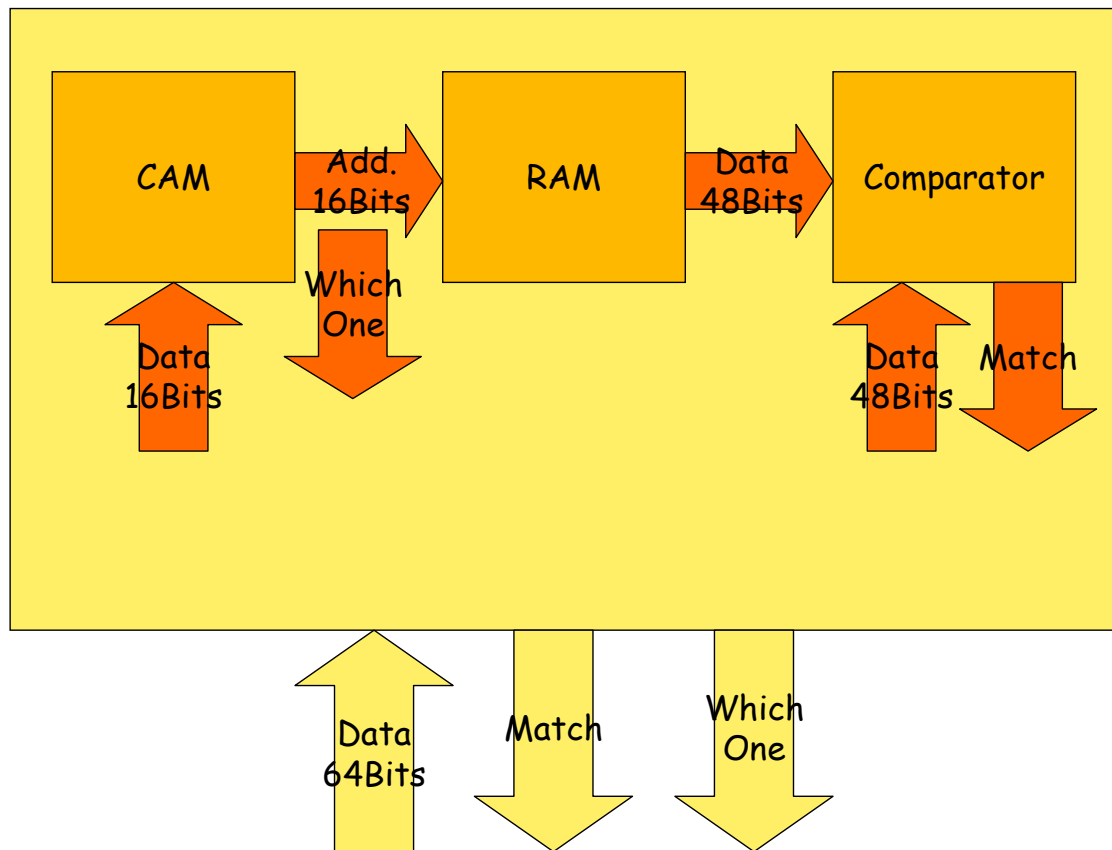 CAM
Add.
16Bits
RAM
Data
48Bits
Comparator
Which
One
Data
16Bits
Data
48Bits
Match
Data
64Bits
Match
Which
One